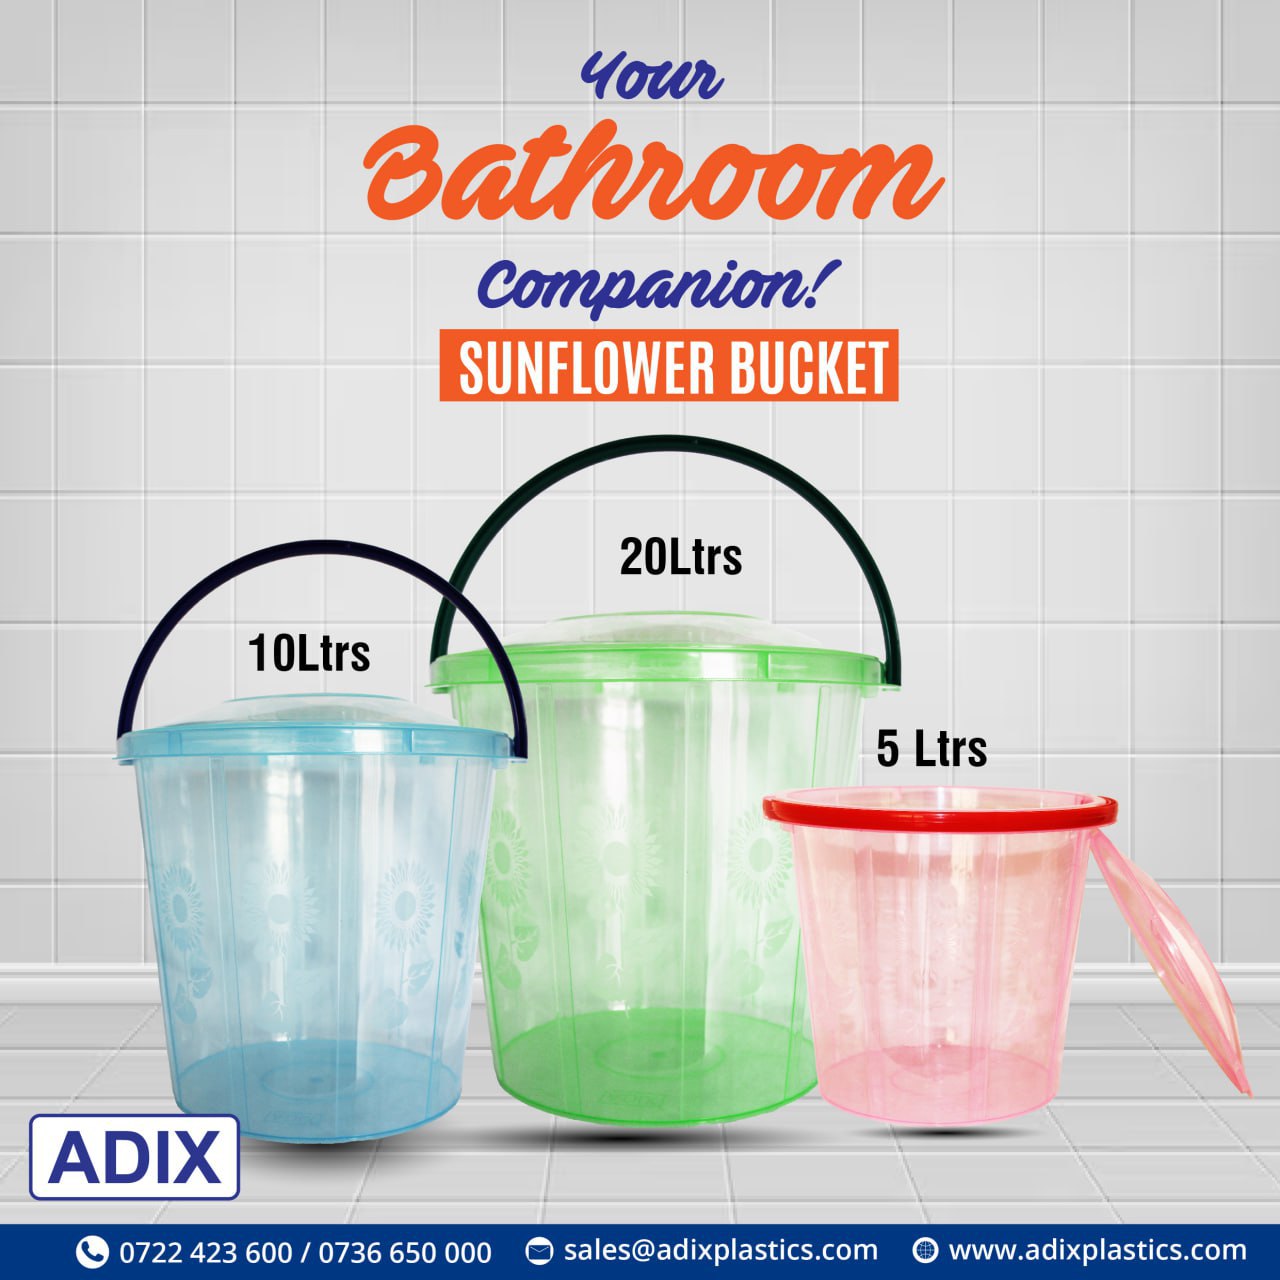 Your
Bathroom
Companion!
SUNFLOWER BUCKET
20Ltrs
10Ltrs
5 Ltrs
ADIX
0722 423 600 / 0736 650 000 sales@adixplastics.com www.adixplastics.com